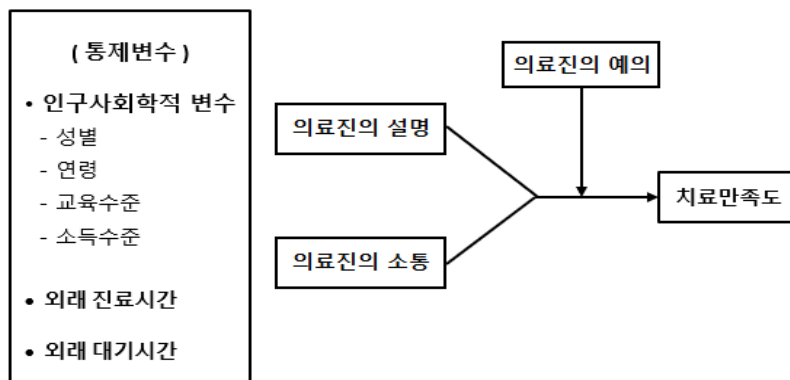 ( 통제변수 )
• 인구사회학적 변수
- 성별
- 연령
- 교육수준
- 소득수준
• 외래 진료시간
• 외래 대기시간
의료진의 예의
의료진의 설명
의료진의 소통
치료만족도